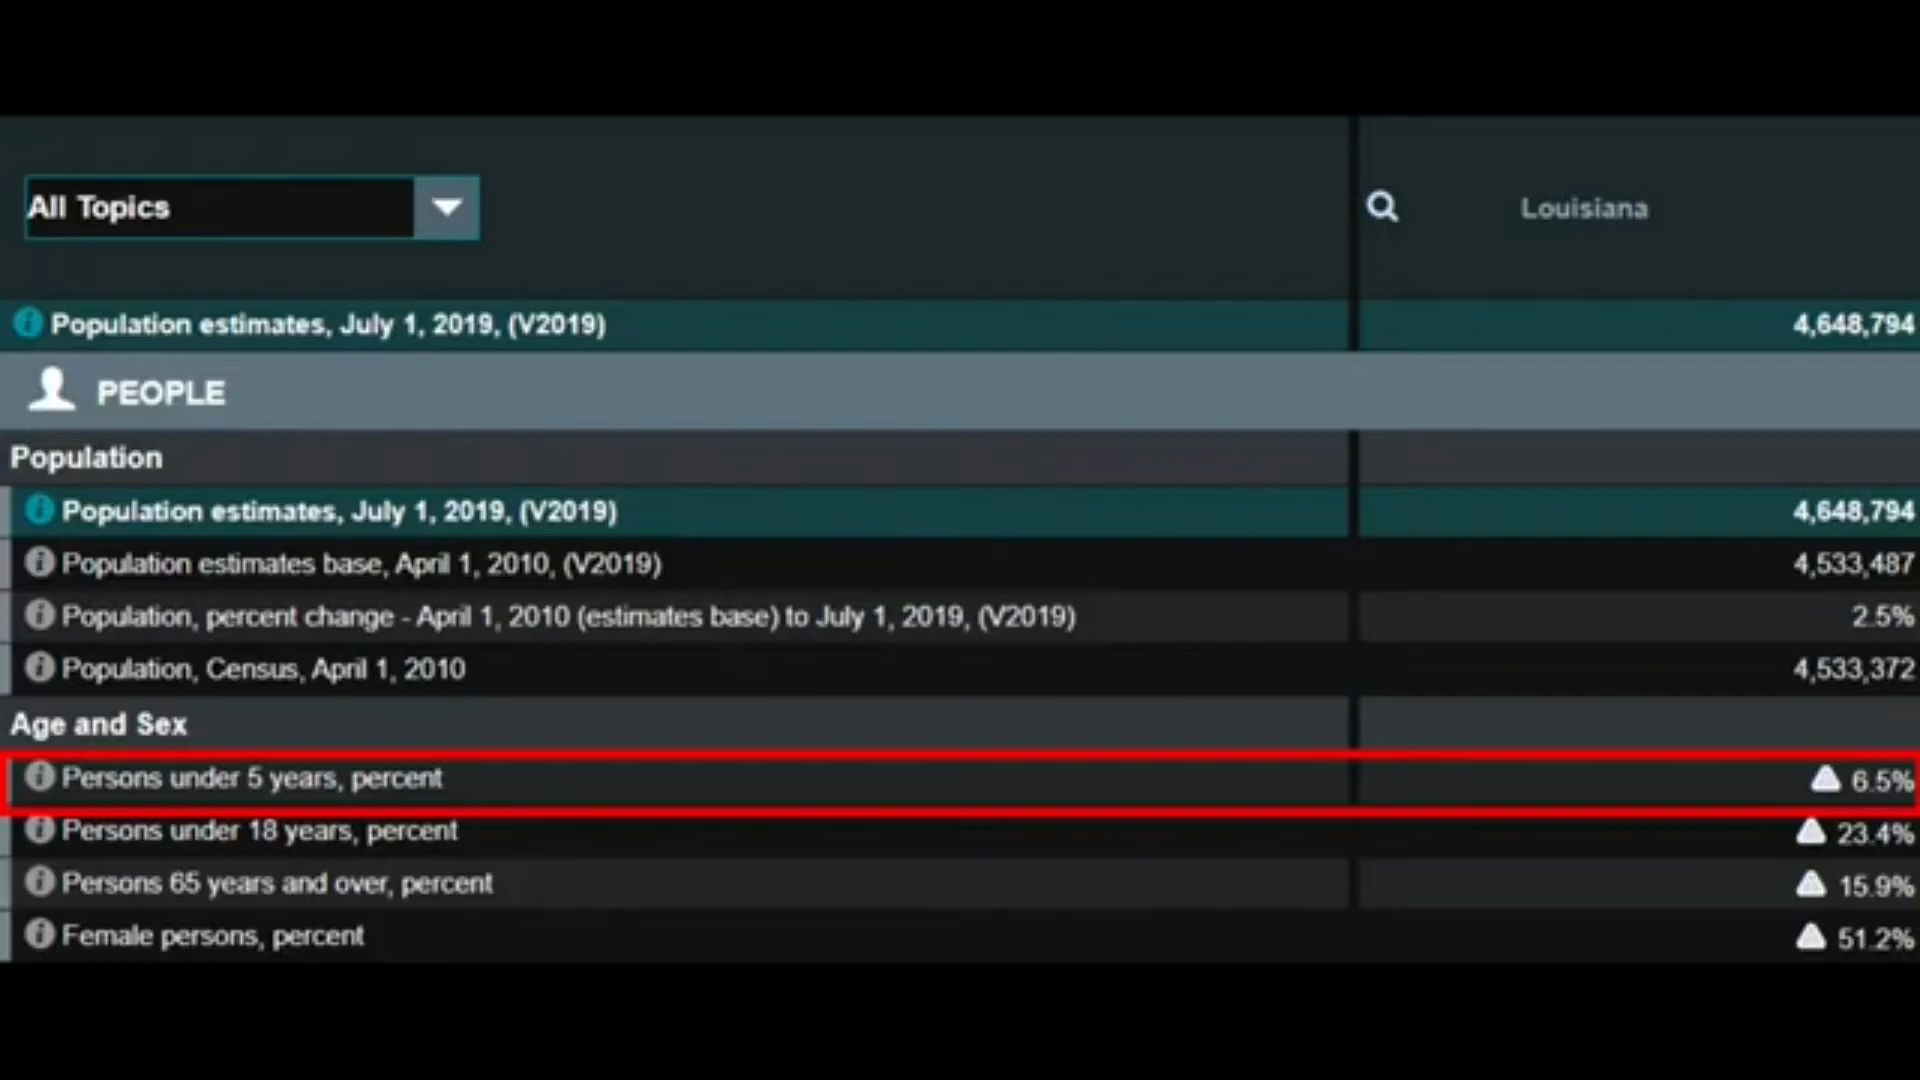 All Topics
Louisiana
Population estimates, July 1, 2019, (V2019) 4,648,794
PEOPLE
Population
Population estimates, July 1, 2019, (V2019) 4,648,794
Population estimates base, April 1, 2010, (V2019) 4,533,487
Population, percent change - April 1, 2010 (estimates base) to July 1, 2019, (V2019) 2.5%
Population, Census, April 1, 2010 4,533,372
Age and Sex
Persons under 5 years, percent 6.5%
Persons under 18 years, percent 23.4%
Persons 65 years and over, percent 15.9%
Female persons, percent 51.2%